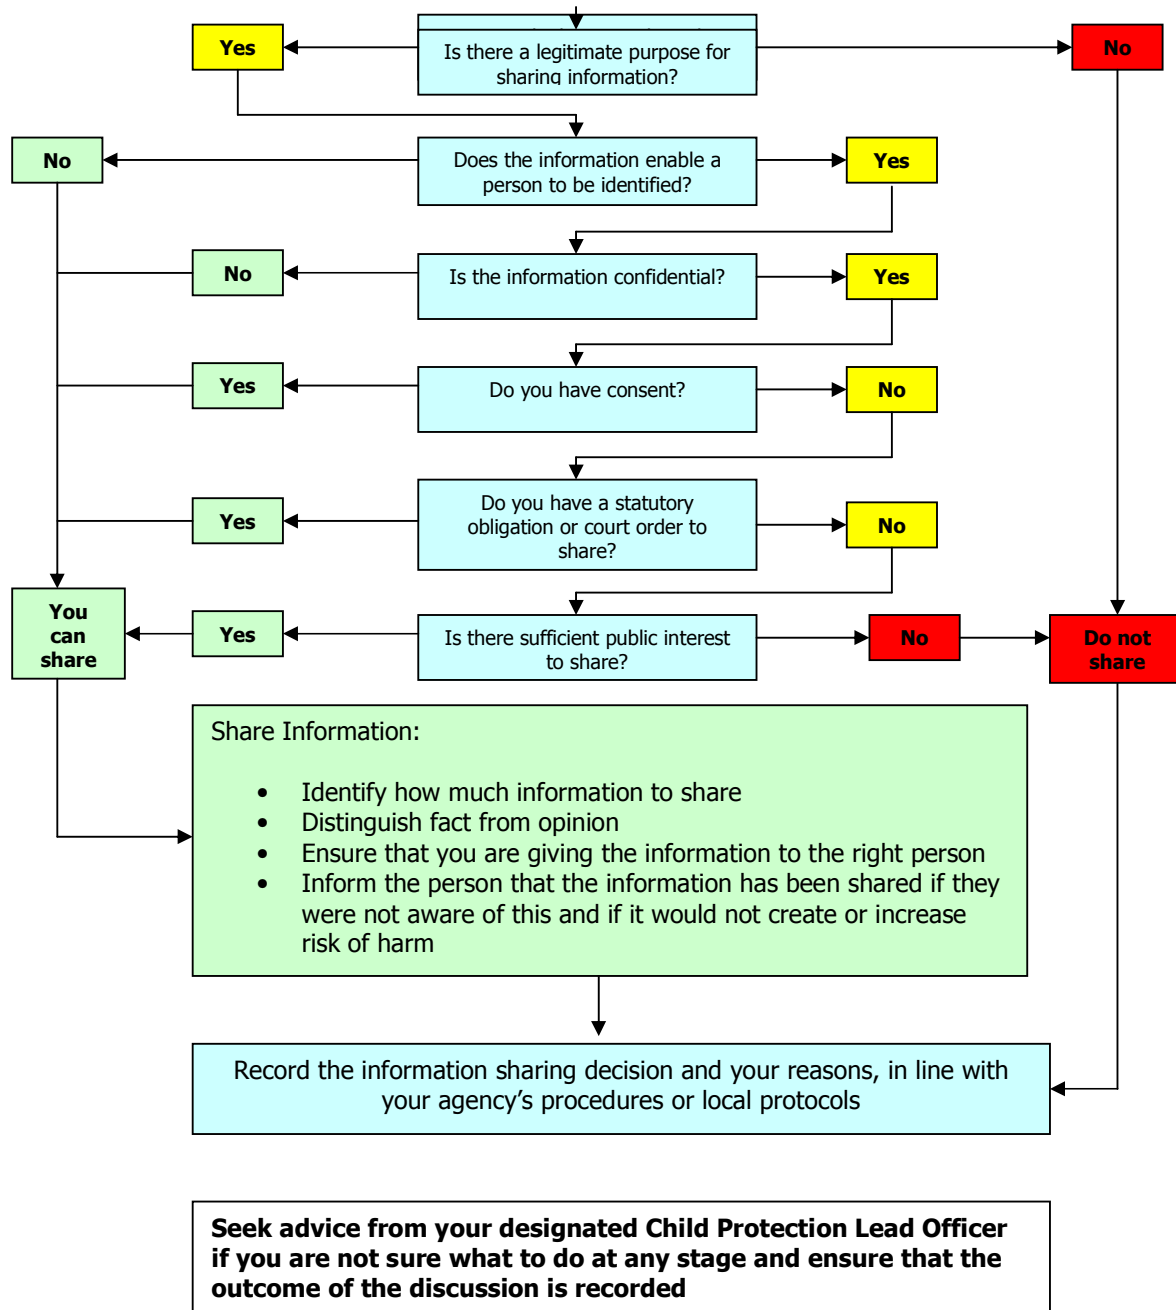 Yes
Is there a legitimate purpose for
sharing information?
No
No
Does the information enable a
person to be identified?
Yes
No
Is the information confidential?
Yes
Yes
Do you have consent?
No
Yes
Do you have a statutory
obligation or court order to
share?
No
You
can
share
Yes
Is there sufficient public interest
to share?
No
Do not
share
Share Information:
• Identify how much information to share
• Distinguish fact from opinion
• Ensure that you are giving the information to the right person
• Inform the person that the information has been shared if they
were not aware of this and if it would not create or increase
risk of harm
Record the information sharing decision and your reasons, in line with
your agency’s procedures or local protocols
Seek advice from your designated Child Protection Lead Officer
if you are not sure what to do at any stage and ensure that the
outcome of the discussion is recorded